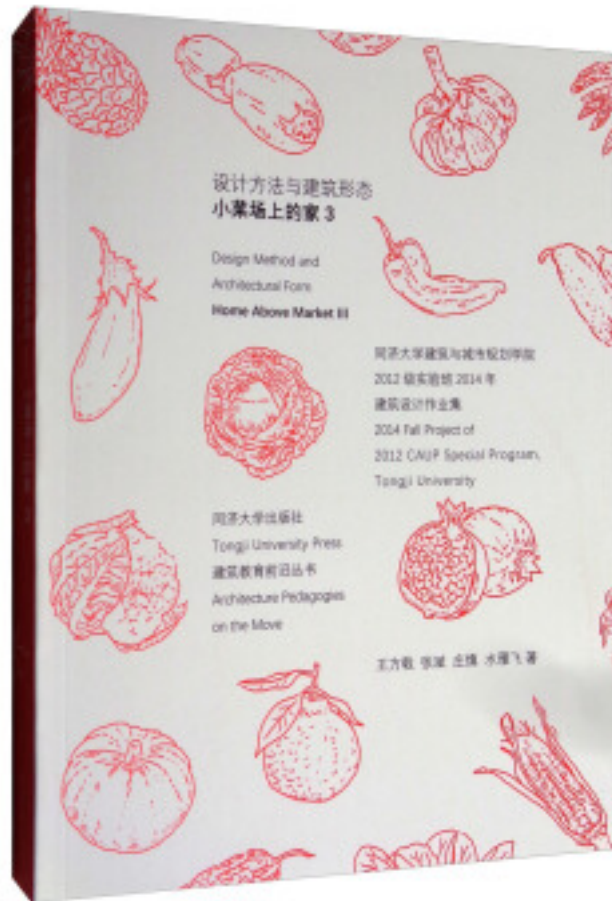 设计方法与建筑形态
小菜场上的家 3
Design Method and
Architectural Form
Home Above Market III
同济大学建筑与城市规划学院
2012 级实验班 2014 年
建筑设计作业集
2014 Fall Project of
2012 CAUP Special Program,
Tongji University
同济大学出版社
Tongji University Press
建筑教育前沿丛书
Architecture Pedagogies
on the Move
王方戟 张斌 庄慎 水雁飞 著